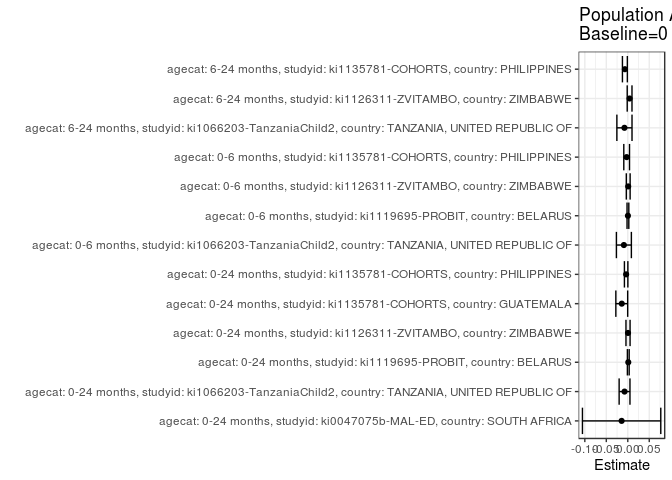 Population
Baseline=0
agecat: 6-24 months, studyid: ki1135781-COHORTS, country: PHILIPPINES
agecat: 6-24 months, studyid: ki1126311-ZVITAMBO, country: ZIMBABWE
agecat: 6-24 months, studyid: ki1066203-TanzaniaChild2, country: TANZANIA, UNITED REPUBLIC OF
agecat: 0-6 months, studyid: ki1135781-COHORTS, country: PHILIPPINES
agecat: 0-6 months, studyid: ki1126311-ZVITAMBO, country: ZIMBABWE
agecat: 0-6 months, studyid: ki1119695-PROBIT, country: BELARUS
agecat: 0-6 months, studyid: ki1066203-TanzaniaChild2, country: TANZANIA, UNITED REPUBLIC OF
agecat: 0-24 months, studyid: ki1135781-COHORTS, country: PHILIPPINES
agecat: 0-24 months, studyid: ki1135781-COHORTS, country: GUATEMALA
agecat: 0-24 months, studyid: ki1126311-ZVITAMBO, country: ZIMBABWE
agecat: 0-24 months, studyid: ki1119695-PROBIT, country: BELARUS
agecat: 0-24 months, studyid: ki1066203-TanzaniaChild2, country: TANZANIA, UNITED REPUBLIC OF
agecat: 0-24 months, studyid: ki0047075b-MAL-ED, country: SOUTH AFRICA
-0.10 -0.05 0.00 0.05
Estimate